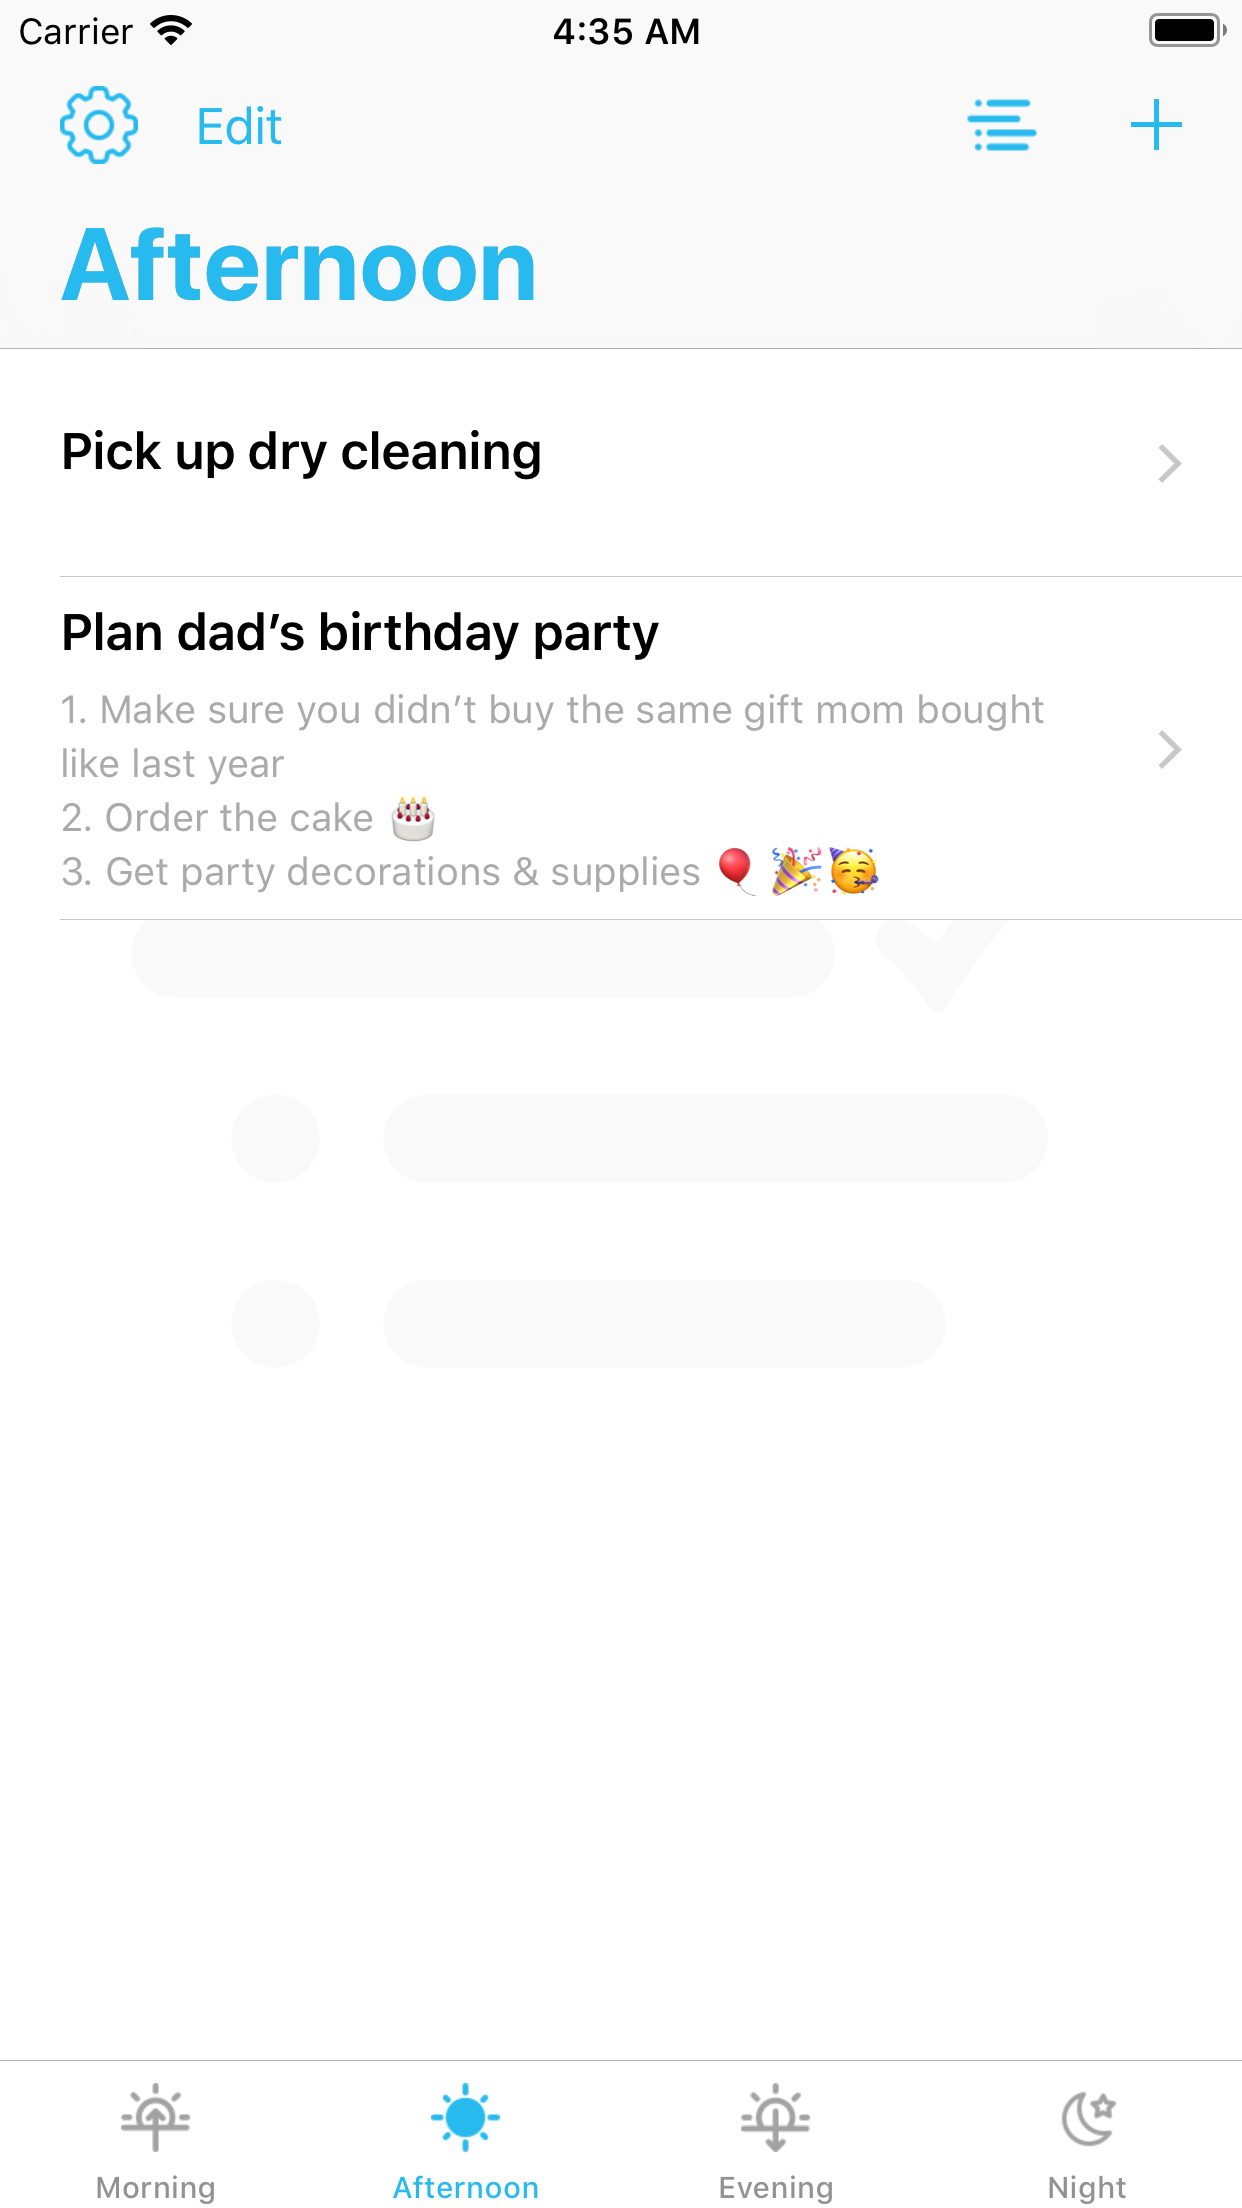 Carrier 4:35 AM
Edit
Afternoon
Pick up dry cleaning
Plan dad’s birthday party
1. Make sure you didn’t buy the same gift mom bought
like last year
2. Order the cake 🎂
3. Get party decorations & supplies 🎈 🎉🥳
Morning Afternoon Evening Night